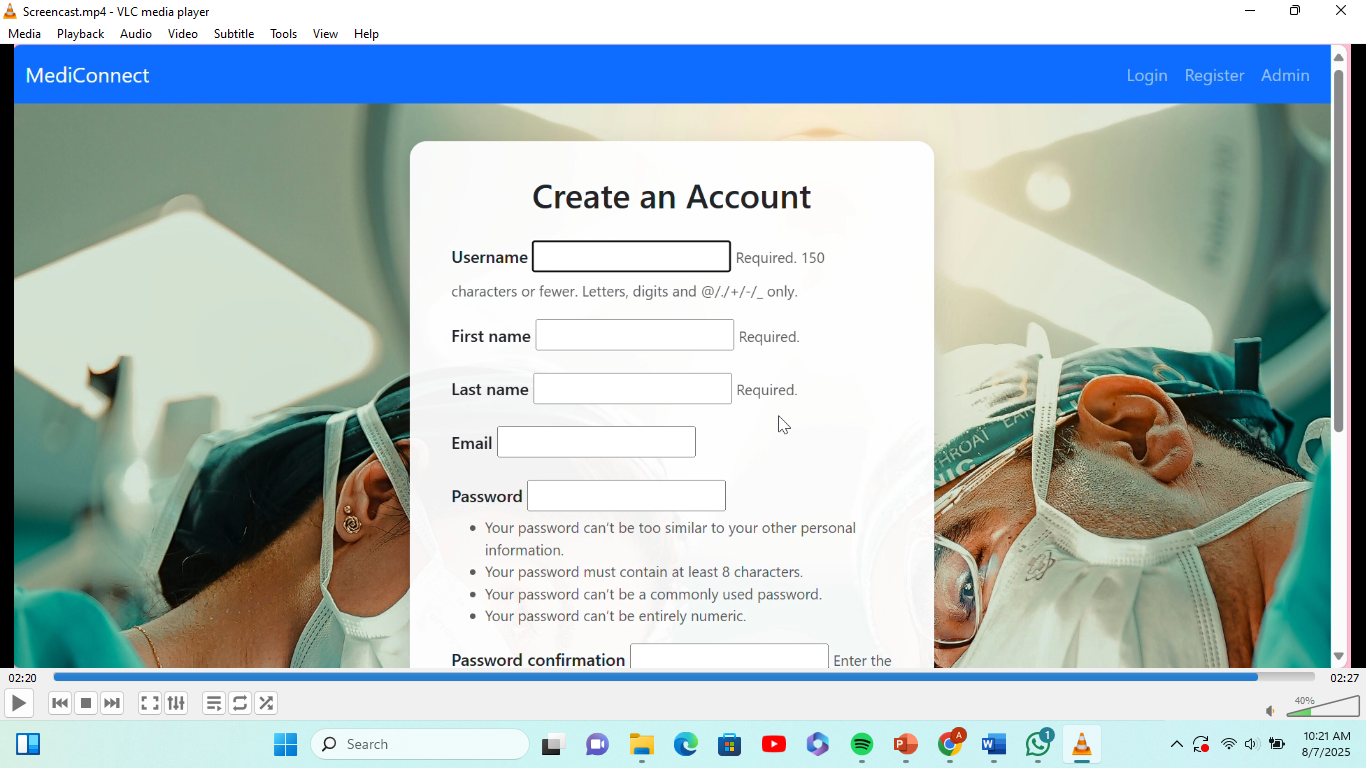 Screencast.mp4 - VLC media player
Media Playback Audio Video Subtitle Tools View Help
MediConnect
Login Register Admin
Create an Account
Username
Required. 150
characters or fewer. Letters, digits and @/./+/-/_ only.
First name
Required.
Last name
Required.
Email
Password
Your password can't be too similar to your other personal
information.
Your password must contain at least 8 characters.
Your password can't be a commonly used password.
Your password can't be entirely numeric.
Password confirmation
Enter the
THROAT
02:20
02:27
40%
Search
A
1
10:21 AM
8/7/2025